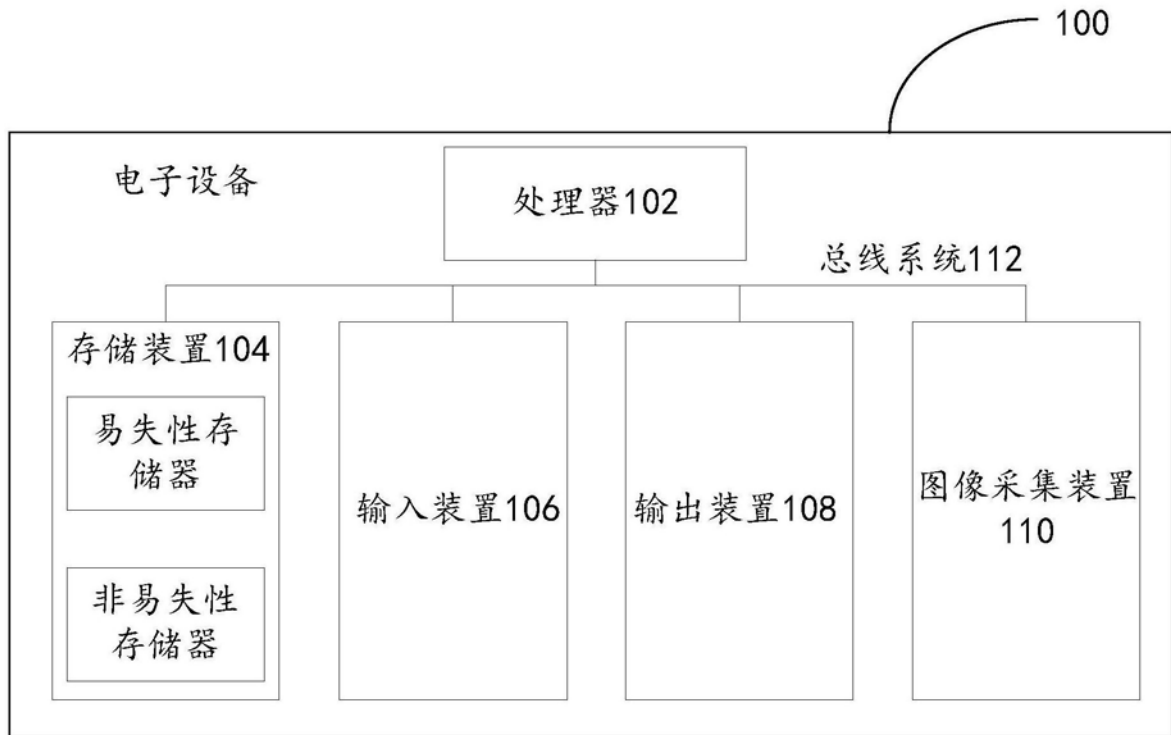 100
电子设备
处理器102
总线系统112
存储装置104
易失性存
储器
非易失性
存储器
输入装置106
输出装置108
图像采集装置
110